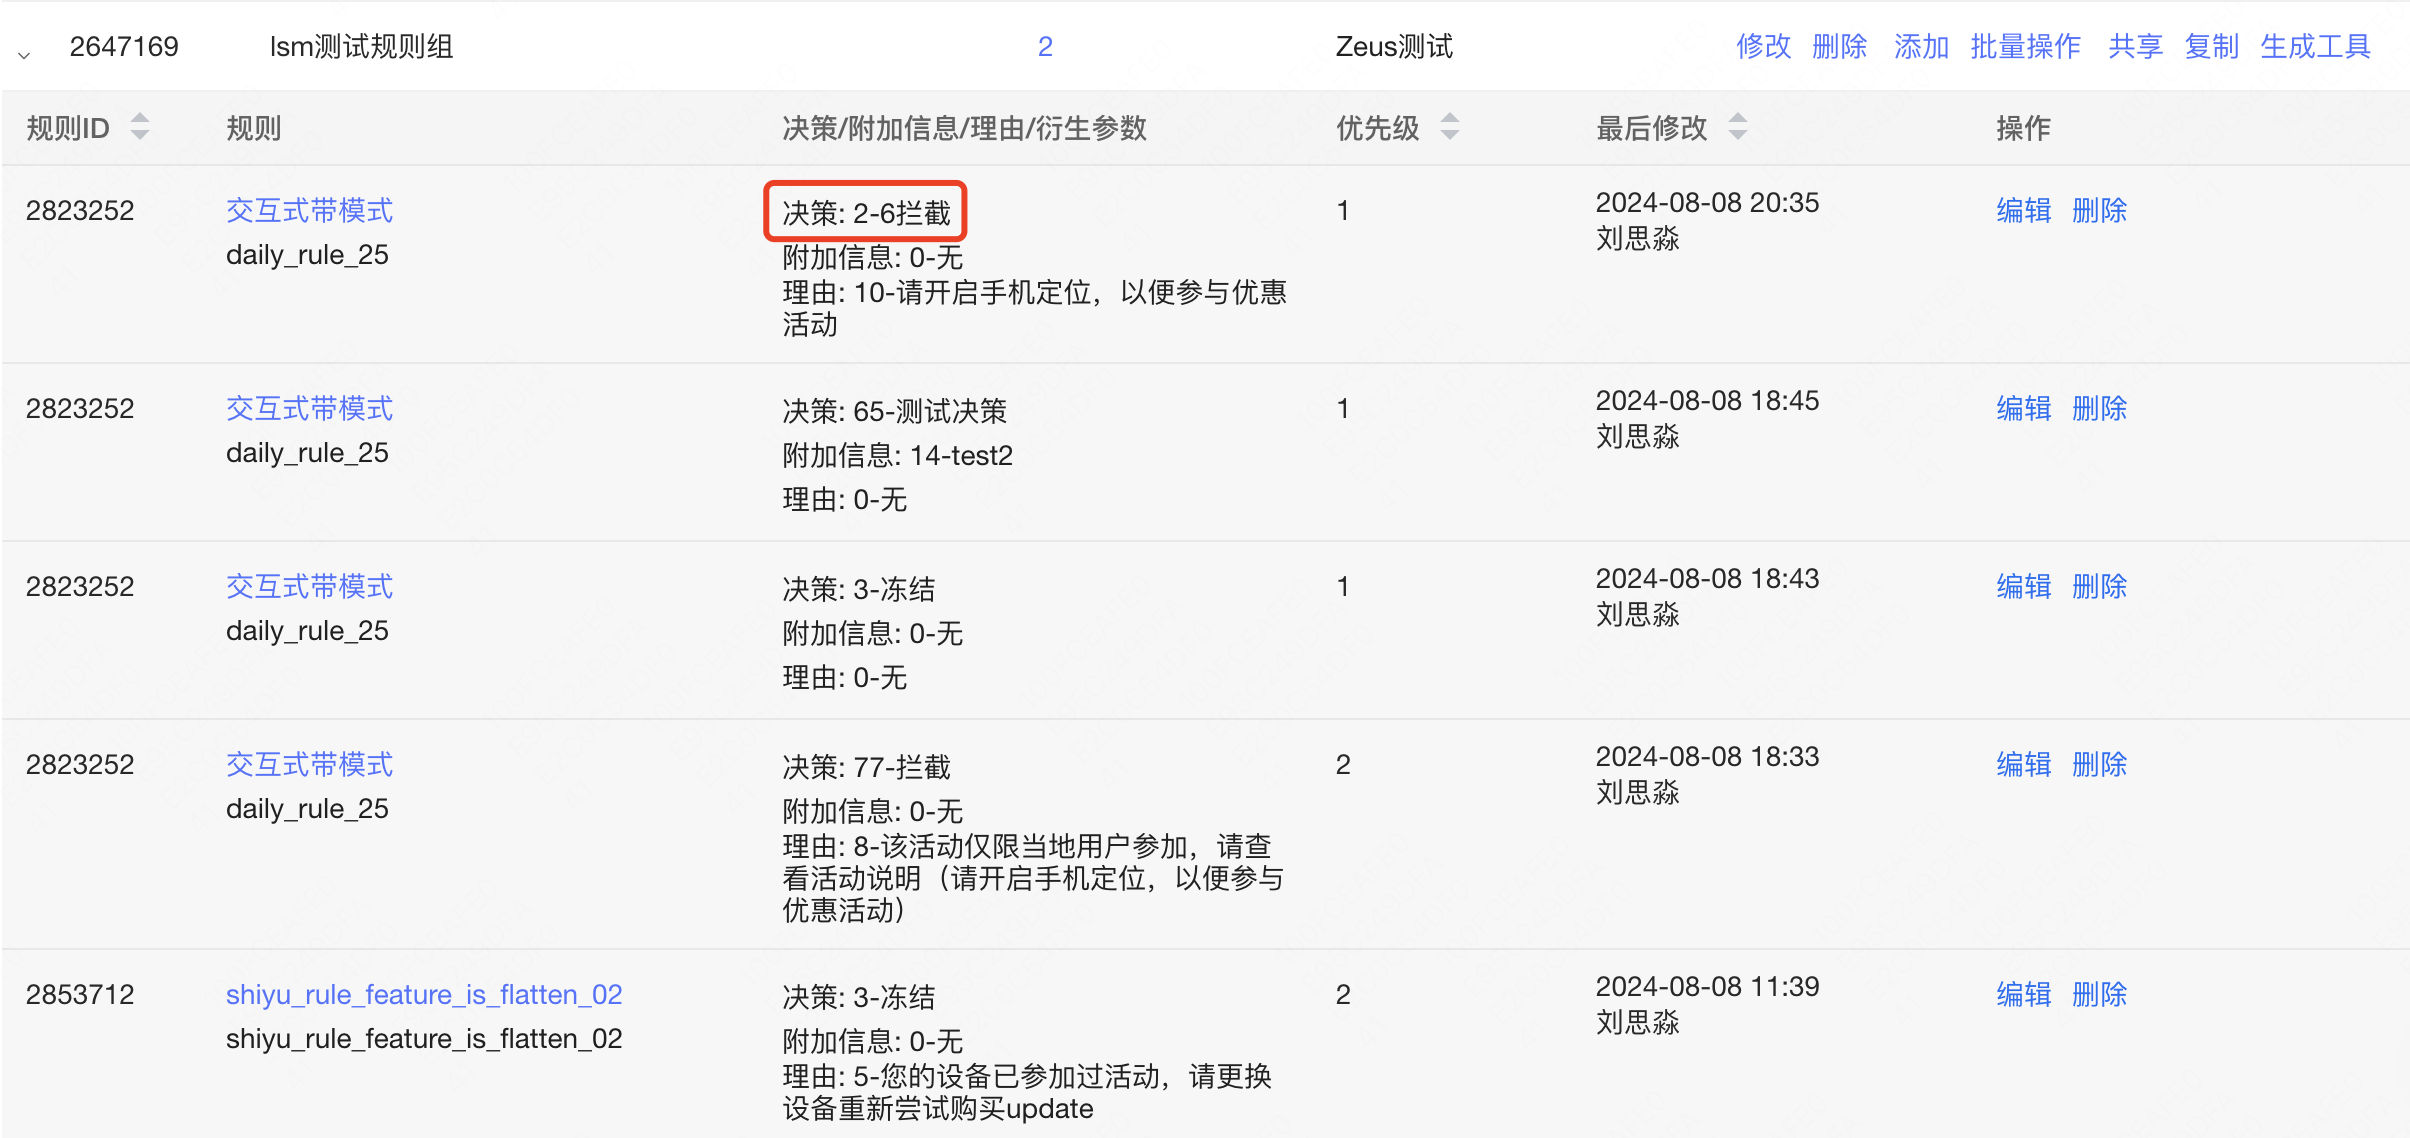 2647169 lsm测试规则组 2 Zeus测试 修改 删除 添加 批量操作 共享 复制 生成工具
规则ID 规则 决策/附加信息/理由/衍生参数 优先级 最后修改 操作
2823252 交互式带模式 决策: 2-6拦截 1 2024-08-08 20:35 编辑 删除
刘思淼
daily_rule_25 附加信息: 0-无
理由: 10-请开启手机定位，以便参与优惠
活动
2823252 交互式带模式 决策: 65-测试决策 1 2024-08-08 18:45 编辑 删除
刘思淼
daily_rule_25 附加信息: 14-test2
理由: 0-无
2823252 交互式带模式 决策: 3-冻结 1 2024-08-08 18:43 编辑 删除
刘思淼
daily_rule_25 附加信息: 0-无
理由: 0-无
2823252 交互式带模式 决策: 77-拦截 2 2024-08-08 18:33 编辑 删除
刘思淼
daily_rule_25 附加信息: 0-无
理由: 8-该活动仅限当地用户参加，请查
看活动说明（请开启手机定位，以便参与
优惠活动）
2853712 shiyu_rule_feature_is_flatten_02 决策: 3-冻结 2 2024-08-08 11:39 编辑 删除
刘思淼
shiyu_rule_feature_is_flatten_02 附加信息: 0-无
理由: 5-您的设备已参加过活动，请更换
设备重新尝试购买update